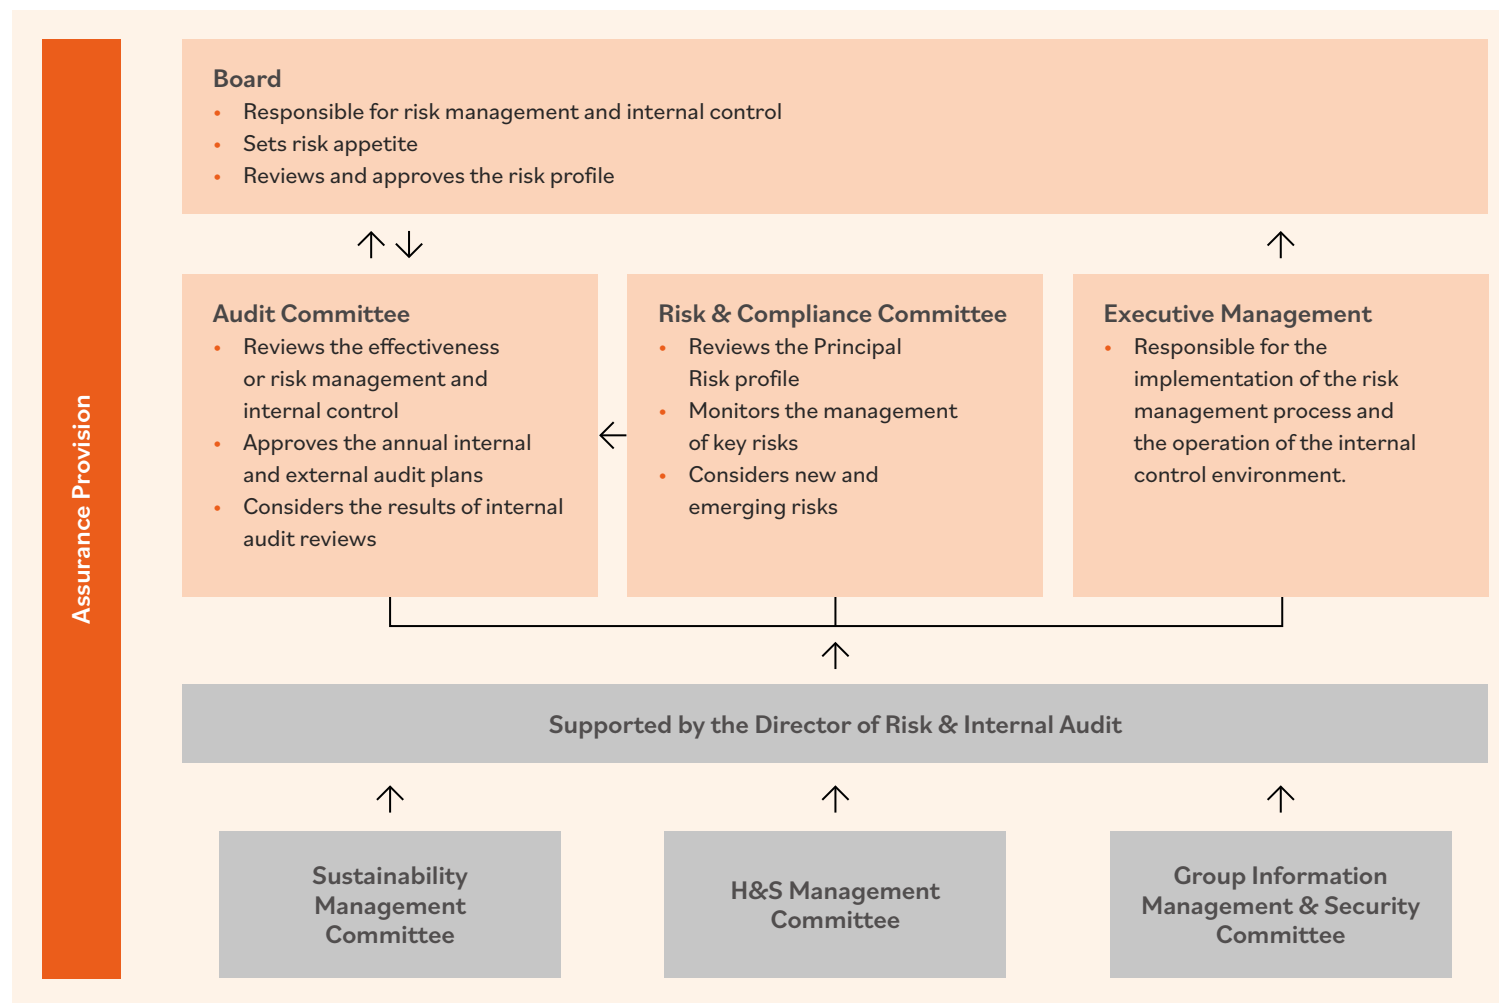 Assurance Provision
Board
• Responsible for risk management and internal control
• Sets risk appetite
• Reviews and approves the risk profile
Audit Committee
• Reviews the effectiveness
or risk management and
internal control
• Approves the annual internal
and external audit plans
• Considers the results of internal
audit reviews
Risk & Compliance Committee
• Reviews the Principal
Risk profile
• Monitors the management
of key risks
• Considers new and
emerging risks
Executive Management
• Responsible for the
implementation of the risk
management process and
the operation of the internal
control environment.
Supported by the Director of Risk & Internal Audit
Sustainability
Management
Committee
H&S Management
Committee
Group Information
Management & Security
Committee